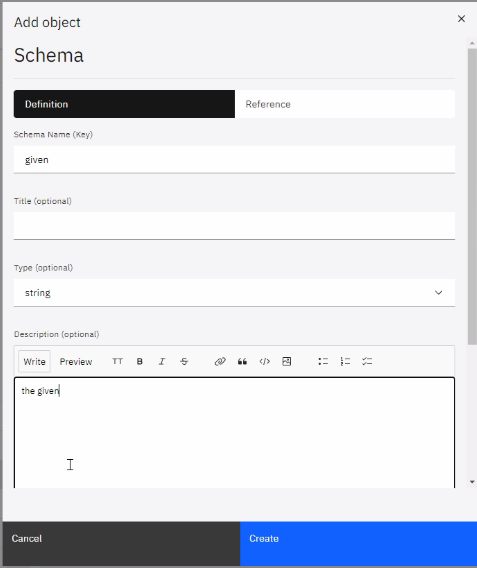 Add object
Schema
Definition
Reference
Schema Name (Key)
given
Title (optional)
Type (optional)
string
Description (optional)
Write
Preview
TT B I S
the given
Cancel
Create